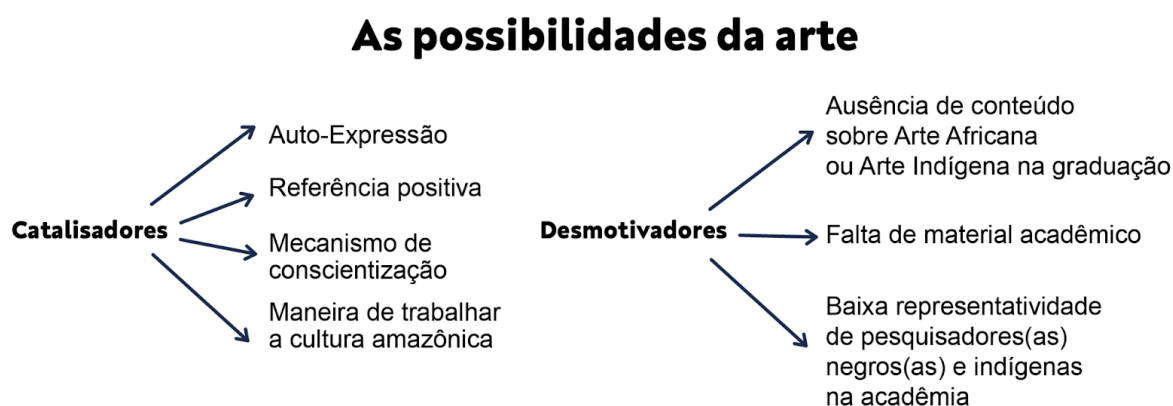 As possibilidades da arte
Catalisadores
Auto-Expressão
Referência positiva
Mecanismo de
conscientização
Maneira de trabalhar
a cultura amazônica
Desmotivadores
Ausência de conteúdo
sobre Arte Africana
ou Arte Indígena na graduação
Falta de material acadêmico
Baixa representatividade
de pesquisadores(as)
negros(as) e indígenas
na acadêmia